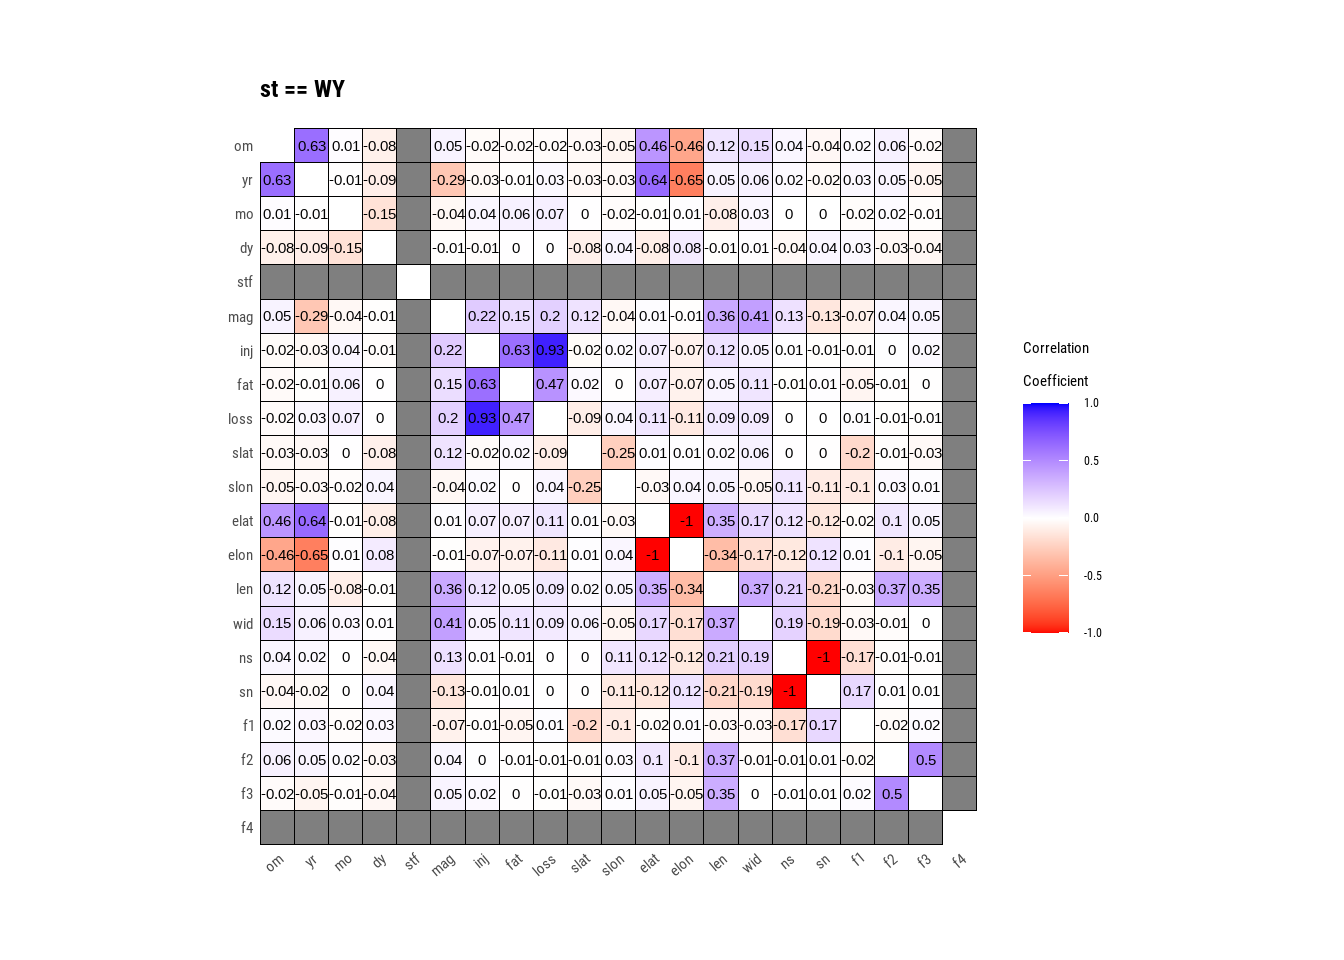 st == WY
om 0.63 0.01 -0.08 0.05 -0.02 -0.02 -0.02 -0.03 -0.05 0.46 -0.46 0.12 0.15 0.04 -0.04 0.02 0.06 -0.02
yr 0.63 -0.01 -0.09 -0.29 -0.03 -0.01 0.03 -0.03 -0.03 0.64 -0.65 0.05 0.06 0.02 -0.02 0.03 0.05 -0.05
mo 0.01 -0.01 -0.15 -0.04 0.04 0.06 0.07 0 -0.02 -0.01 0.01 -0.08 0.03 0 0 -0.02 0.02 -0.01
dy -0.08 -0.09 -0.15 -0.01 -0.01 0 0 -0.08 0.04 -0.08 0.08 -0.01 0.01 -0.04 0.04 0.03 -0.03 -0.04
stf
mag 0.05 -0.29 -0.04 -0.01 0.22 0.15 0.2 0.12 -0.04 0.01 -0.01 0.36 0.41 0.13 -0.13 -0.07 0.04 0.05
inj -0.02 -0.03 0.04 -0.01 0.22 0.63 0.93 -0.02 0.02 0.07 -0.07 0.12 0.05 0.01 -0.01 -0.01 0 0.02
fat -0.02 -0.01 0.06 0 0.15 0.63 0.47 0.02 0 0.07 -0.07 0.05 0.11 -0.01 0.01 -0.05 -0.01 0
loss -0.02 0.03 0.07 0 0.2 0.93 0.47 -0.09 0.04 0.11 -0.11 0.09 0.09 0 0 0.01 -0.01 -0.01
slat -0.03 -0.03 0 -0.08 0.12 -0.02 0.02 -0.09 -0.25 0.01 0.01 0.02 0.06 0 0 -0.2 -0.01 -0.03
slon -0.05 -0.03 -0.02 0.04 -0.04 0.02 0 0.04 -0.25 -0.03 0.04 0.05 -0.05 0.11 -0.11 -0.1 0.03 0.01
elat 0.46 0.64 -0.01 -0.08 0.01 0.07 0.07 0.11 0.01 -0.03 -1 0.35 0.17 0.12 -0.12 -0.02 0.1 0.05
elon -0.46 -0.65 0.01 0.08 -0.01 -0.07 -0.07 -0.11 0.01 0.04 -1 -0.34 -0.17 -0.12 0.12 0.01 -0.1 -0.05
len 0.12 0.05 -0.08 -0.01 0.36 0.12 0.05 0.09 0.02 0.05 0.35 -0.34 0.37 0.21 -0.21 -0.03 0.37 0.35
wid 0.15 0.06 0.03 0.01 0.41 0.05 0.11 0.09 0.06 -0.05 0.17 -0.17 0.37 0.19 -0.19 -0.03 -0.01 0
ns 0.04 0.02 0 -0.04 0.13 0.01 -0.01 0 0 0.11 0.12 -0.12 0.21 0.19 -1 -0.17 -0.01 -0.01
sn -0.04 -0.02 0 0.04 -0.13 -0.01 0.01 0 0 -0.11 -0.12 0.12 -0.21 -0.19 -1 0.17 0.01 0.01
f1 0.02 0.03 -0.02 0.03 -0.07 -0.01 -0.05 0.01 -0.2 -0.1 -0.02 0.01 -0.03 -0.03 -0.17 0.17 -0.02 0.02
f2 0.06 0.05 0.02 -0.03 0.04 0 -0.01 -0.01 -0.01 0.03 0.1 -0.1 0.37 -0.01 -0.01 0.01 -0.02 0.5
f3 -0.02 -0.05 -0.01 -0.04 0.05 0.02 0 -0.01 -0.03 0.01 0.05 -0.05 0.35 0 -0.01 0.01 0.02 0.5
f4
om yr mo dy stf mag inj fat loss slat slon elat elon len wid ns sn f1 f2 f3 f4
Correlation
Coefficient
1.0
0.5
0.0
-0.5
-1.0